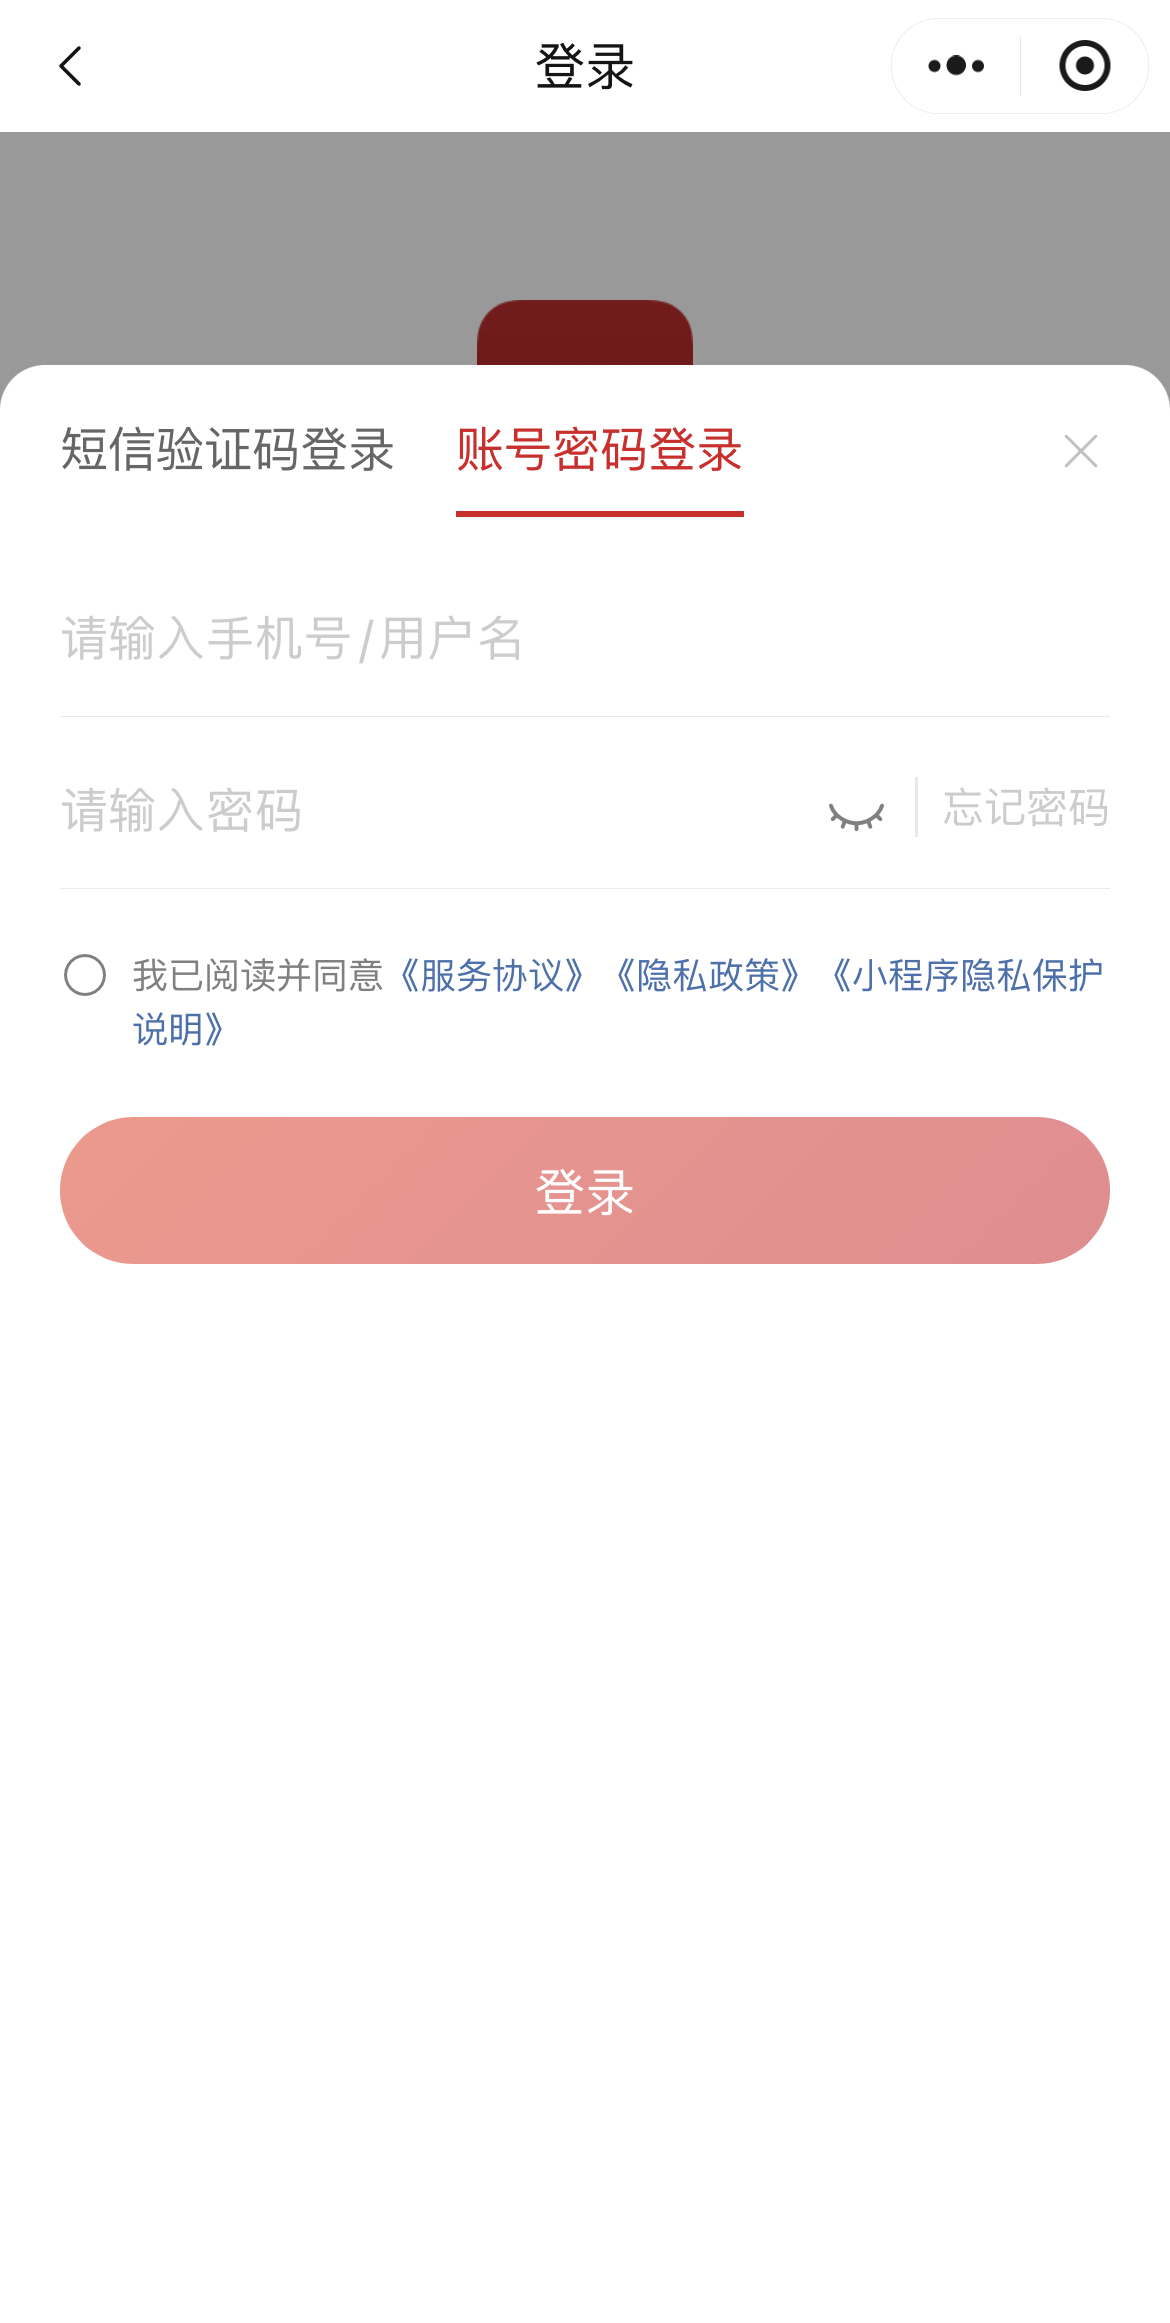 登录
短信验证码登录
账号密码登录
请输入手机号/用户名
请输入密码
忘记密码
我已阅读并同意《服务协议》《隐私政策》《小程序隐私保护
说明》
登录